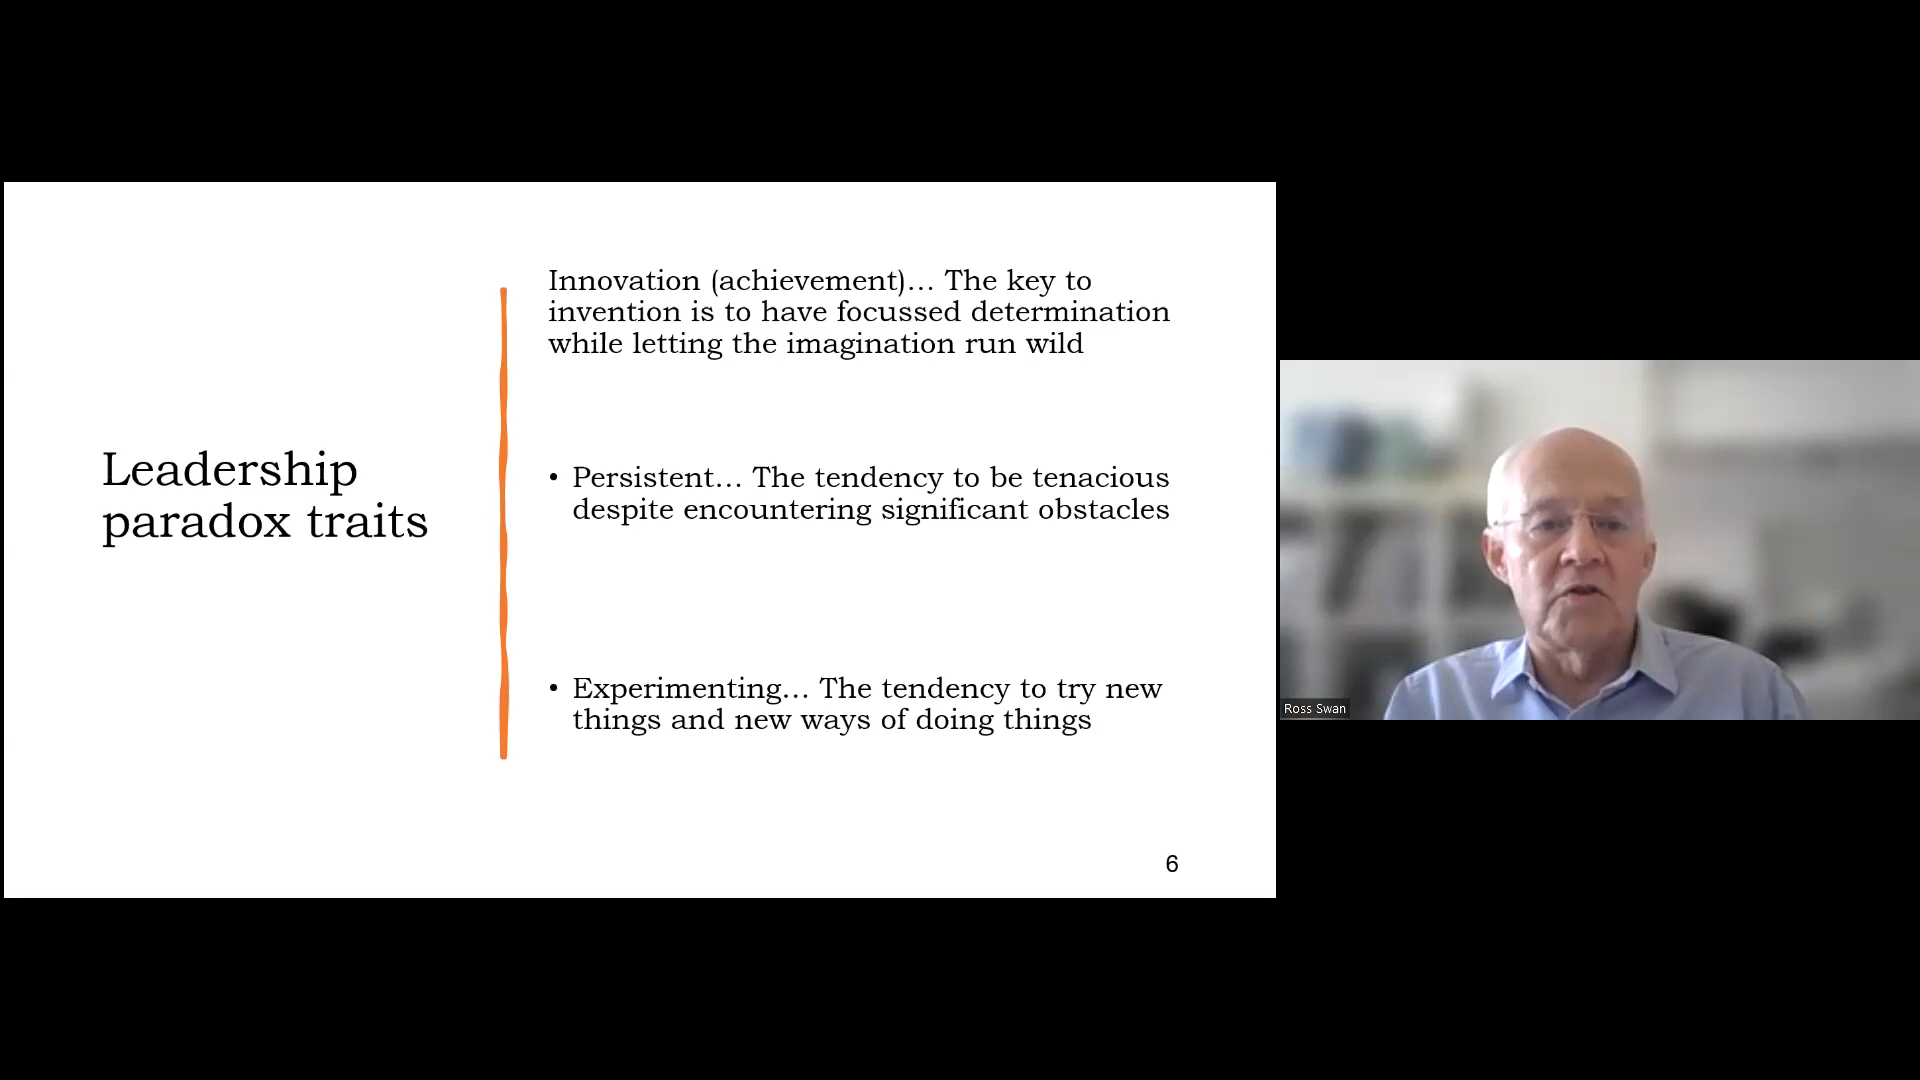 Leadership
paradox traits
Innovation (achievement)... The key to
invention is to have focussed determination
while letting the imagination run wild
• Persistent... The tendency to be tenacious
despite encountering significant obstacles
• Experimenting... The tendency to try new
things and new ways of doing things
6
Ross Swan